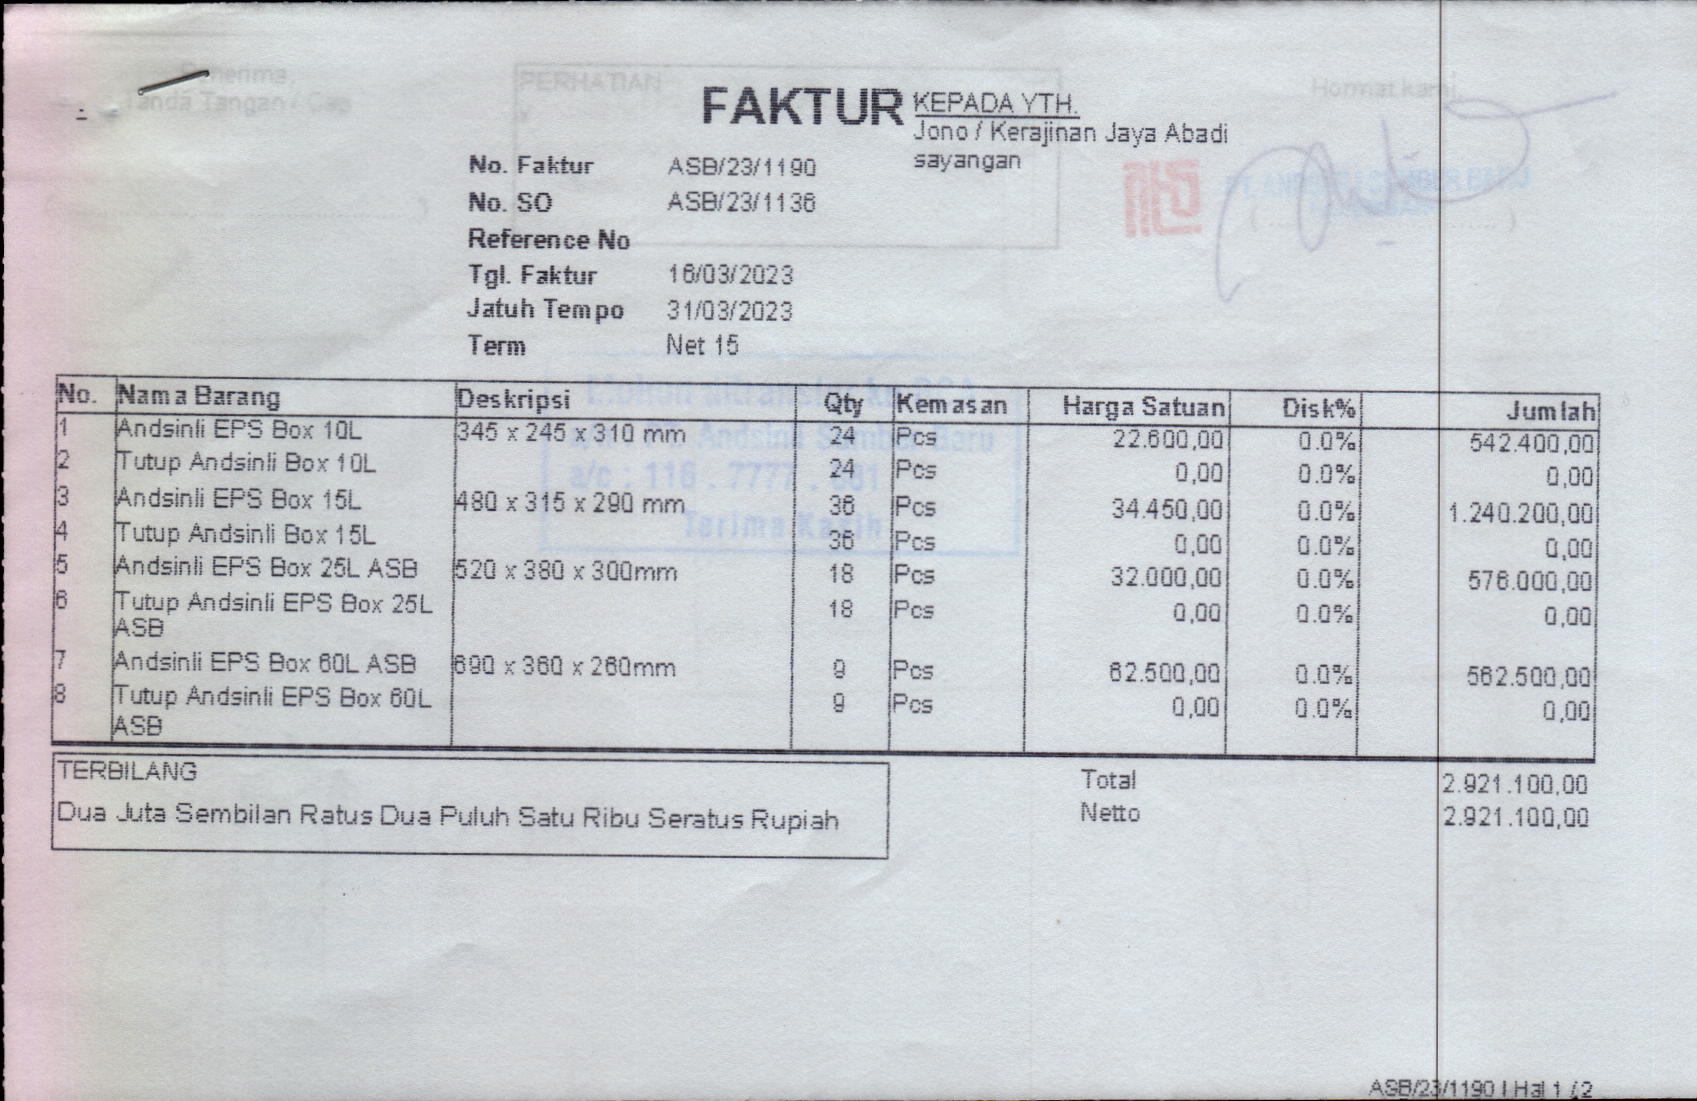 Penerima,
Tanda Tangan / Cap
PERHATIAN
Hormat kami,
FAKTUR
KEPADA YTH.
Jono / Kerajinan Jaya Abadi
sayangan
No. Faktur ASB/23/1190
No. SO ASB/23/1136
Reference No
Tgl. Faktur 16/03/2023
Jatuh Tempo 31/03/2023
Term Net 15
Mohon ditransfer ke BCA
PT. Andsinli Sumber Baru
a/c : 116 . 7777 . 681
Terima Kasih
No. Nama Barang Deskripsi Qty Kemasan Harga Satuan Disk% Jumlah
1 Andsinli EPS Box 10L 345 x 245 x 310 mm 24 Pcs 22.600,00 0.0% 542.400,00
2 Tutup Andsinli Box 10L 24 Pcs 0,00 0.0% 0,00
3 Andsinli EPS Box 15L 480 x 315 x 290 mm 36 Pcs 34.450,00 0.0% 1.240.200,00
4 Tutup Andsinli Box 15L 36 Pcs 0,00 0.0% 0,00
5 Andsinli EPS Box 25L ASB 520 x 380 x 300mm 18 Pcs 32.000,00 0.0% 576.000,00
6 Tutup Andsinli EPS Box 25L 18 Pcs 0,00 0.0% 0,00
ASB
7 Andsinli EPS Box 60L ASB 690 x 360 x 260mm 9 Pcs 62.500,00 0.0% 562.500,00
8 Tutup Andsinli EPS Box 60L 9 Pcs 0,00 0.0% 0,00
ASB
TERBILANG
Dua Juta Sembilan Ratus Dua Puluh Satu Ribu Seratus Rupiah
Total 2.921.100,00
Netto 2.921.100,00
ASB/23/1190 | Hal 1 / 2